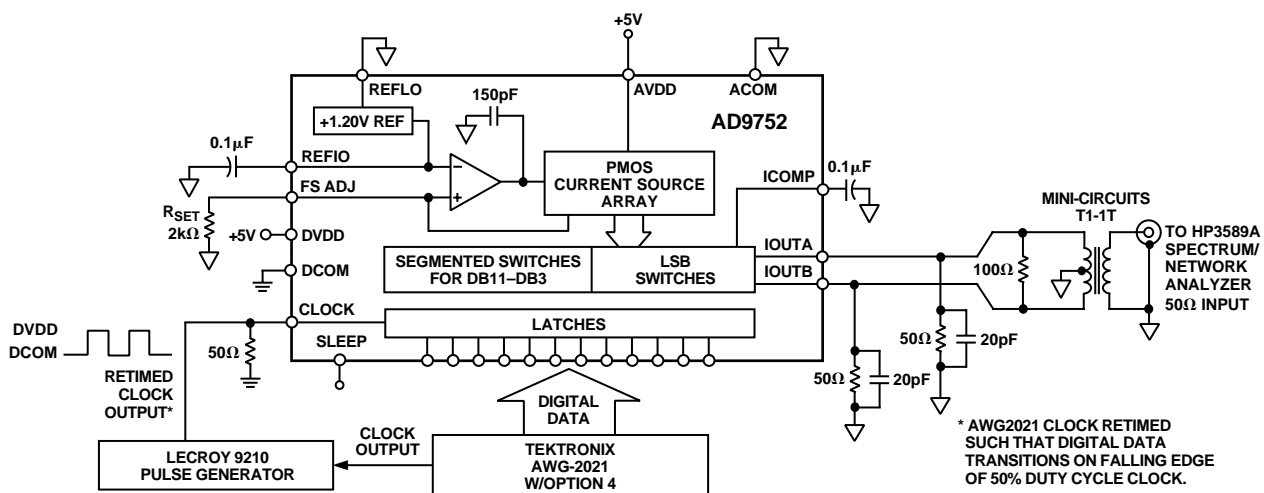 +5V
REFLO
AVDD
ACOM
150pF
+1.20V REF
AD9752
0.1μF
REFIO
PMOS
CURRENT SOURCE
ARRAY
0.1μF
ICOMP
FS ADJ
MINI-CIRCUITS
T1-1T
RSET
2kΩ
+5V
DVDD
IOUTA
TO HP3589A
SPECTRUM/
NETWORK
ANALYZER
50Ω INPUT
DCOM
SEGMENTED SWITCHES
FOR DB11–DB3
LSB
SWITCHES
IOUTB
100Ω
CLOCK
DVDD
DCOM
LATCHES
50Ω
SLEEP
50Ω
20pF
RETIMED
CLOCK
OUTPUT*
50Ω
20pF
DIGITAL
DATA
CLOCK
OUTPUT
LECROY 9210
PULSE GENERATOR
TEKTRONIX
AWG-2021
W/OPTION 4
* AWG2021 CLOCK RETIMED
SUCH THAT DIGITAL DATA
TRANSITIONS ON FALLING EDGE
OF 50% DUTY CYCLE CLOCK.